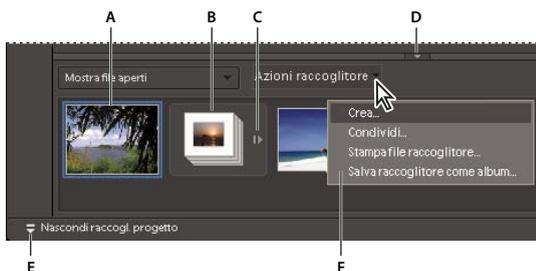 A B C D
Mostra file aperti
Azioni raccoglitore
Crea...
Condividi...
Stampa file raccoglitore...
Salva raccoglitore come album...
Nascondi raccogl. progetto
E F